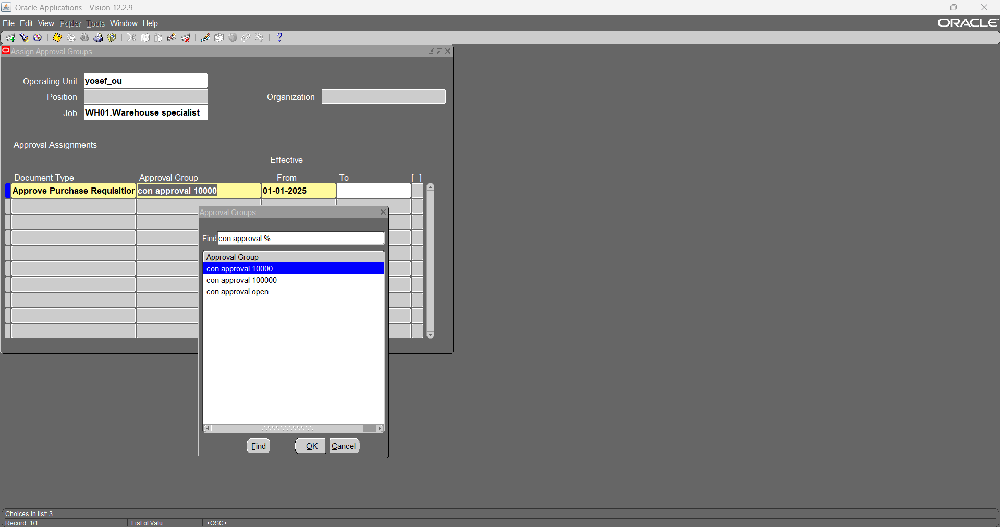 Oracle Applications - Vision 12.2.9
File Edit View Folder Tools Window Help
ORACLE
Assign Approval Groups
Operating Unit yosef_ou
Position Organization
Job WH01.Warehouse specialist
Approval Assignments
Effective
Document Type Approval Group From To [ ]
Approve Purchase Requisition con approval 10000 01-01-2025
Approval Groups
Find con approval %
Approval Group
con approval 10000
con approval 100000
con approval open
Find OK Cancel
Choices in list: 3
Record: 1/1 ... List of Valu... <OSC>